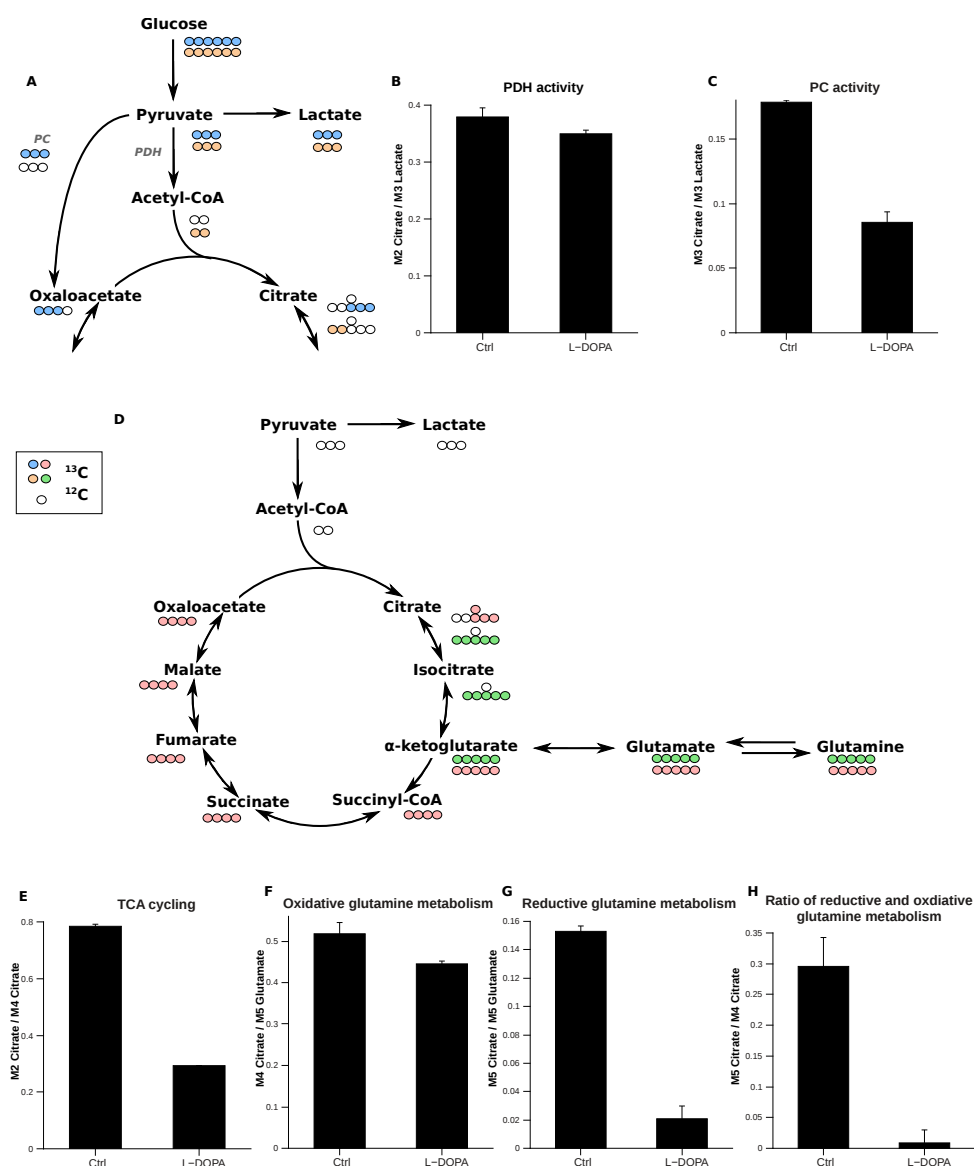 Glucose
A
Pyruvate
Lactate
PC
PDH
Acetyl-CoA
Oxaloacetate
Citrate
B
PDH activity
M2 Citrate / M3 Lactate
0.4
0.3
0.2
0.1
0
Ctrl
L−DOPA
C
PC activity
M3 Citrate / M3 Lactate
0.15
0.1
0.05
0
Ctrl
L−DOPA
D
Pyruvate
Lactate
13C
12C
Acetyl-CoA
Oxaloacetate
Citrate
Malate
Isocitrate
Fumarate
α-ketoglutarate
Glutamate
Glutamine
Succinate
Succinyl-CoA
E
TCA cycling
M2 Citrate / M4 Citrate
0.8
0.6
0.4
0.2
0
Ctrl
L−DOPA
F
Oxidative glutamine metabolism
M4 Citrate / M5 Glutamate
0.5
0.4
0.3
0.2
0.1
0
Ctrl
L−DOPA
G
Reductive glutamine metabolism
M5 Citrate / M5 Glutamate
0.16
0.14
0.12
0.1
0.08
0.06
0.04
0.02
0
Ctrl
L−DOPA
H
Ratio of reductive and oxdiative
glutamine metabolism
M5 Citrate / M4 Citrate
0.35
0.3
0.25
0.2
0.15
0.1
0.05
0
Ctrl
L−DOPA